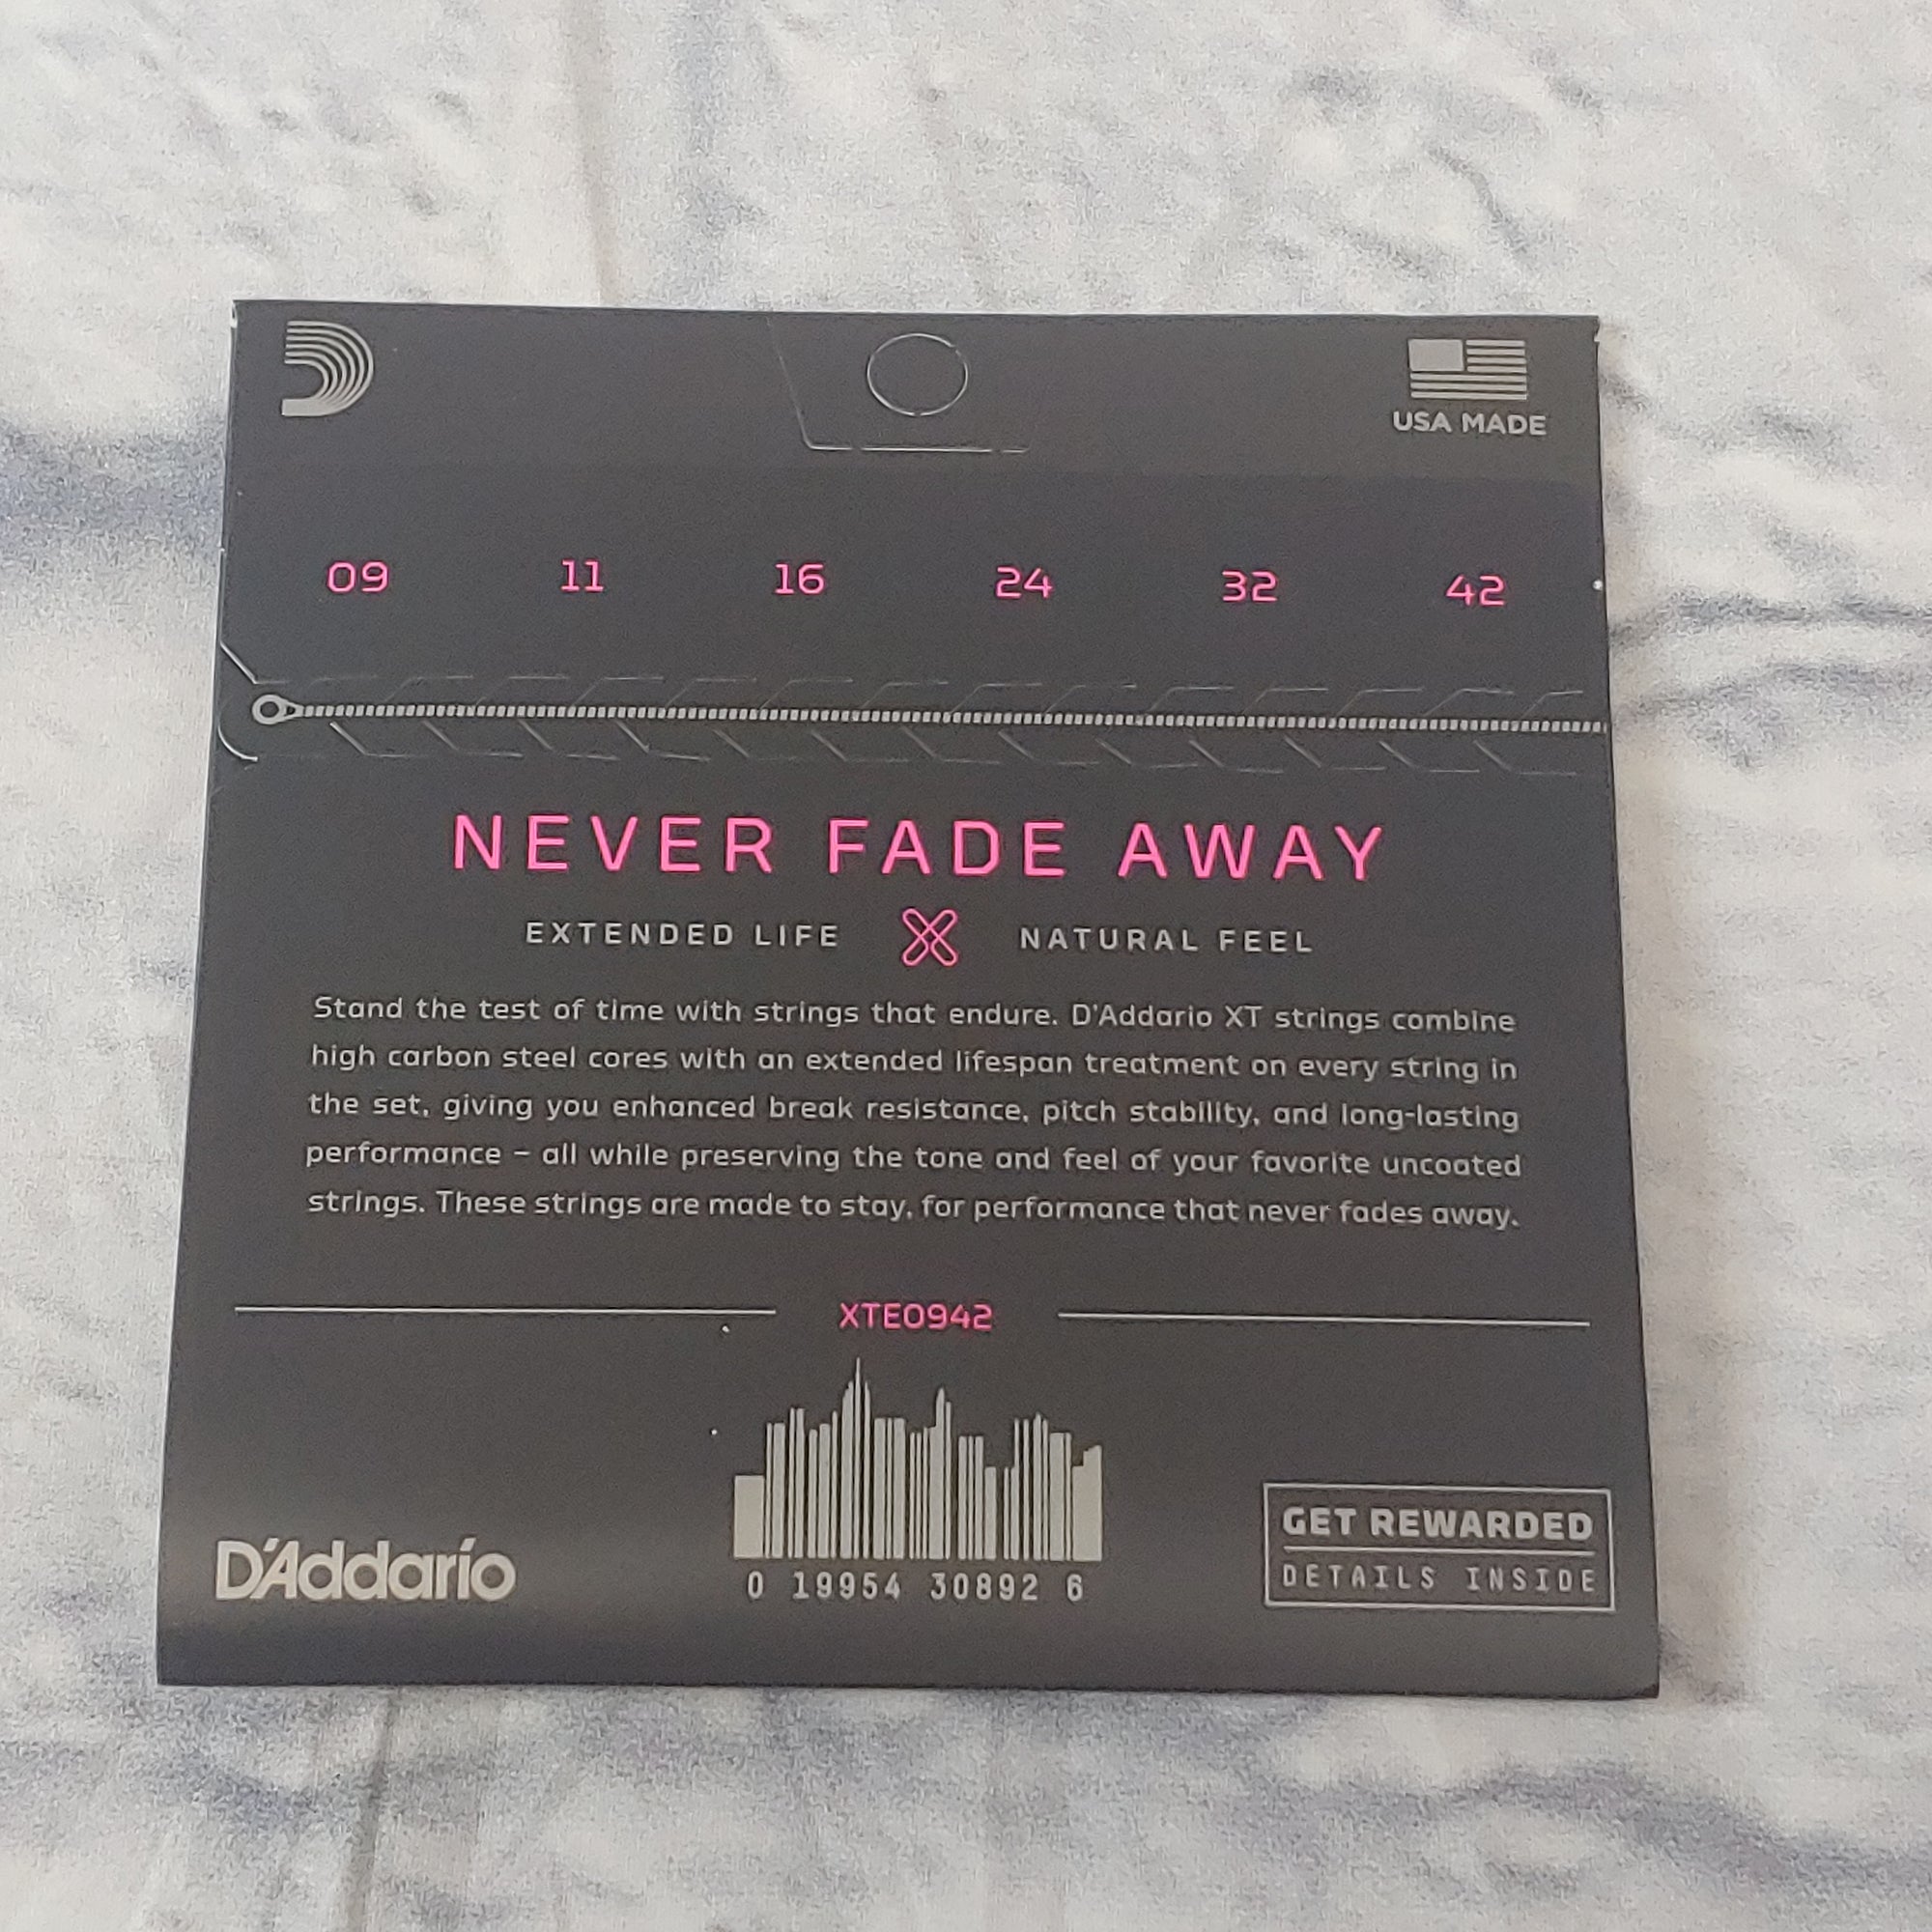 USA MADE
09 11 16 24 32 42
NEVER FADE AWAY
EXTENDED LIFE NATURAL FEEL
Stand the test of time with strings that endure. D'Addario XT strings combine
high carbon steel cores with an extended lifespan treatment on every string in
the set, giving you enhanced break resistance, pitch stability, and long-lasting
performance – all while preserving the tone and feel of your favorite uncoated
strings. These strings are made to stay, for performance that never fades away.
XTE0942
GET REWARDED
DETAILS INSIDE
D'Addario
0 19954 30892 6